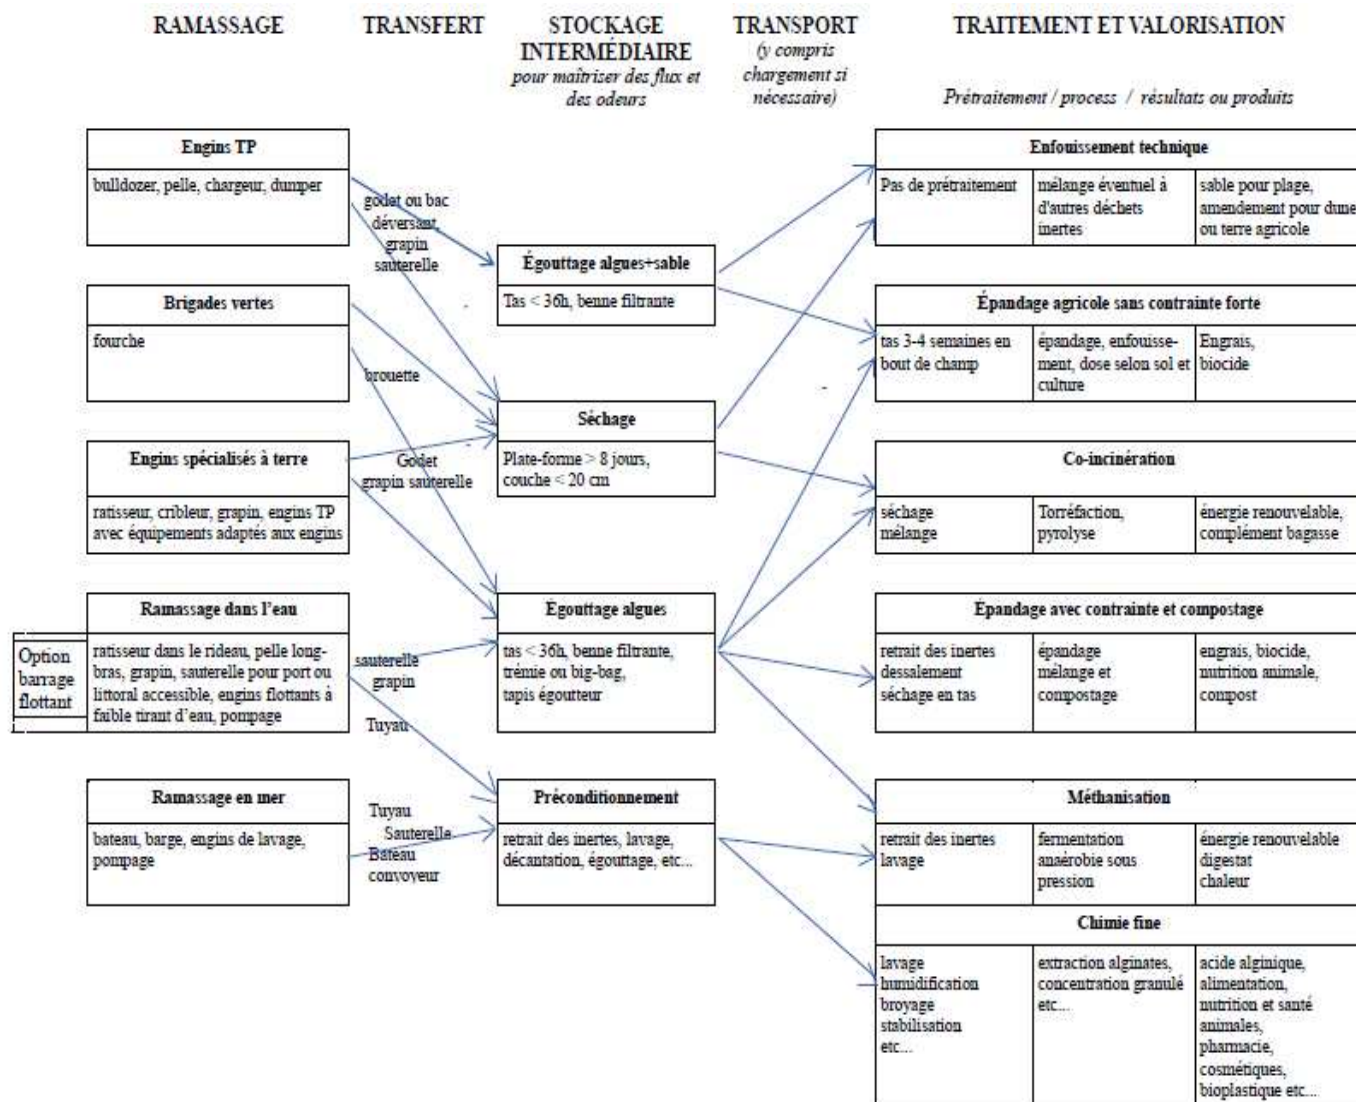 RAMASSAGE
TRANSFERT
STOCKAGE
INTERMÉDIAIRE
pour maîtriser des flux et
des odeurs
TRANSPORT
(y compris
chargement si
nécessaire)
TRAITEMENT ET VALORISATION
Prétraitement / process / résultats ou produits
Engins TP
bulldozer, pelle, chargeur, dumper
Brigades vertes
fourche
Engins spécialisés à terre
ratisseur, cribleur, grapin, engins TP
avec équipements adaptés aux engins
Option
barrage
flottant
Ramassage dans l'eau
ratisseur dans le rideau, pelle long-
bras, grapin, sauterelle pour port ou
littoral accessible, engins flottants à
faible tirant d'eau, pompage
Ramassage en mer
bateau, barge, engins de lavage,
pompage
godet ou bac
déversant,
grapin
sauterelle
brouette
Godet
grapin sauterelle
sauterelle
grapin
Tuyau
Tuyau
Sauterelle
Bateau
convoyeur
Égouttage algues+sable
Tas < 36h, benne filtrante
Séchage
Plate-forme > 8 jours,
couche < 20 cm
Égouttage algues
tas < 36h, benne filtrante,
trémie ou big-bag,
tapis égoutteur
Préconditionnement
retrait des inertes, lavage,
décantation, égouttage, etc...
Enfouissement technique
Pas de prétraitement
mélange éventuel à
d'autres déchets
inertes
sable pour plage,
amendement pour dune
ou terre agricole
Épandage agricole sans contrainte forte
tas 3-4 semaines en
bout de champ
épandage, enfouisse-
ment, dose selon sol et
culture
Engrais,
biocide
Co-incinération
séchage
mélange
Torréfaction,
pyrolyse
énergie renouvelable,
complément bagasse
Épandage avec contrainte et compostage
retrait des inertes
dessalement
séchage en tas
épandage
mélange et
compostage
engrais, biocide,
nutrition animale,
compost
Méthanisation
retrait des inertes
lavage
fermentation
anaérobie sous
pression
énergie renouvelable
digestat
chaleur
Chimie fine
lavage
humidification
broyage
stabilisation
etc...
extraction alginates,
concentration granulé
etc...
acide alginique,
alimentation,
nutrition et santé
animales,
pharmacie,
cosmétiques,
bioplastique etc...